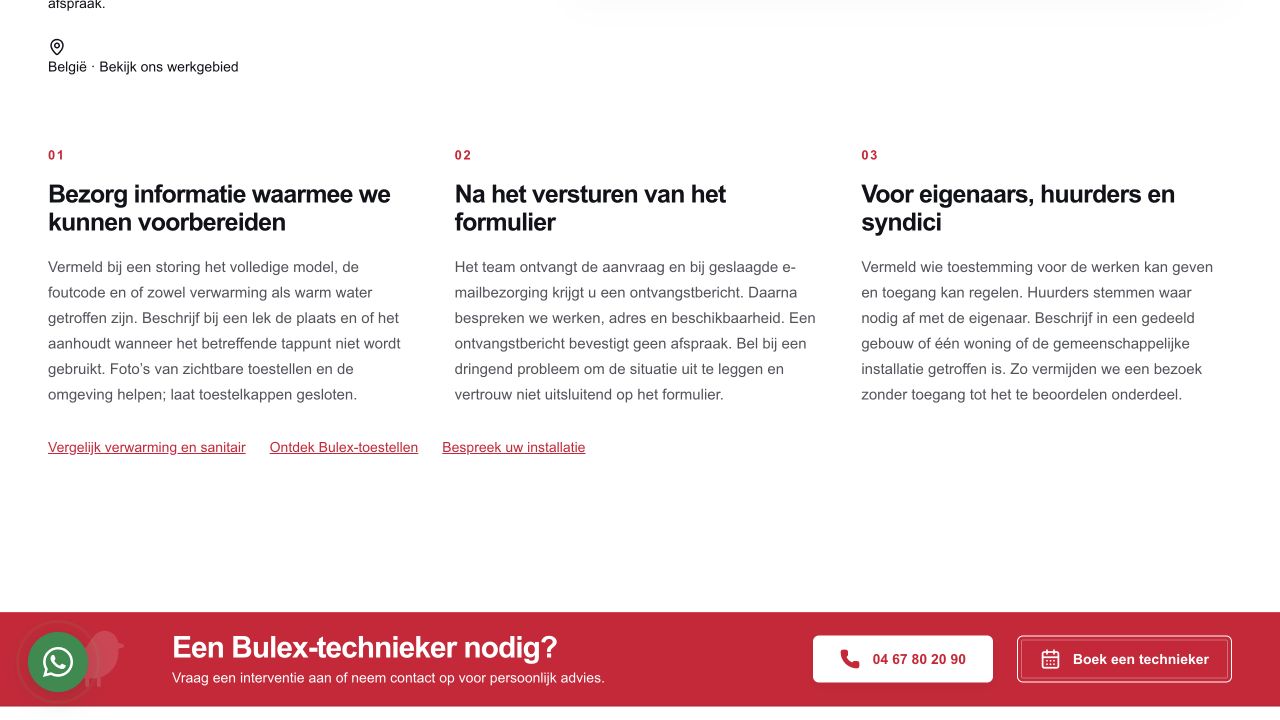 afspraak.
België · Bekijk ons werkgebied
01
Bezorg informatie waarmee we
kunnen voorbereiden
Vermeld bij een storing het volledige model, de
foutcode en of zowel verwarming als warm water
getroffen zijn. Beschrijf bij een lek de plaats en of het
aanhoudt wanneer het betreffende tappunt niet wordt
gebruikt. Foto’s van zichtbare toestellen en de
omgeving helpen; laat toestelkappen gesloten.
02
Na het versturen van het
formulier
Het team ontvangt de aanvraag en bij geslaagde e-
mailbezorging krijgt u een ontvangstbericht. Daarna
bespreken we werken, adres en beschikbaarheid. Een
ontvangstbericht bevestigt geen afspraak. Bel bij een
dringend probleem om de situatie uit te leggen en
vertrouw niet uitsluitend op het formulier.
03
Voor eigenaars, huurders en
syndici
Vermeld wie toestemming voor de werken kan geven
en toegang kan regelen. Huurders stemmen waar
nodig af met de eigenaar. Beschrijf in een gedeeld
gebouw of één woning of de gemeenschappelijke
installatie getroffen is. Zo vermijden we een bezoek
zonder toegang tot het te beoordelen onderdeel.
Vergelijk verwarming en sanitair Ontdek Bulex-toestellen Bespreek uw installatie
Een Bulex-technieker nodig?
Vraag een interventie aan of neem contact op voor persoonlijk advies.
04 67 80 20 90
Boek een technieker